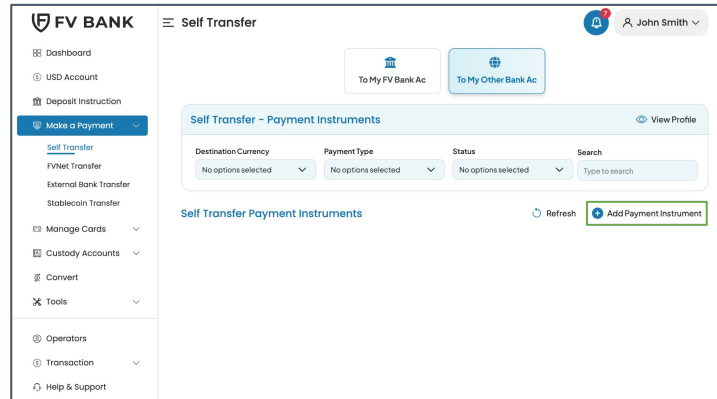 FV BANK
Self Transfer
7
John Smith
Dashboard
USD Account
Deposit Instruction
Make a Payment
Self Transfer
FVNet Transfer
External Bank Transfer
Stablecoin Transfer
Manage Cards
Custody Accounts
Convert
Tools
Operators
Transaction
Help & Support
To My FV Bank Ac
To My Other Bank Ac
Self Transfer - Payment Instruments
View Profile
Destination Currency
Payment Type
Status
Search
No options selected
No options selected
No options selected
Type to search
Self Transfer Payment Instruments
Refresh
Add Payment Instrument